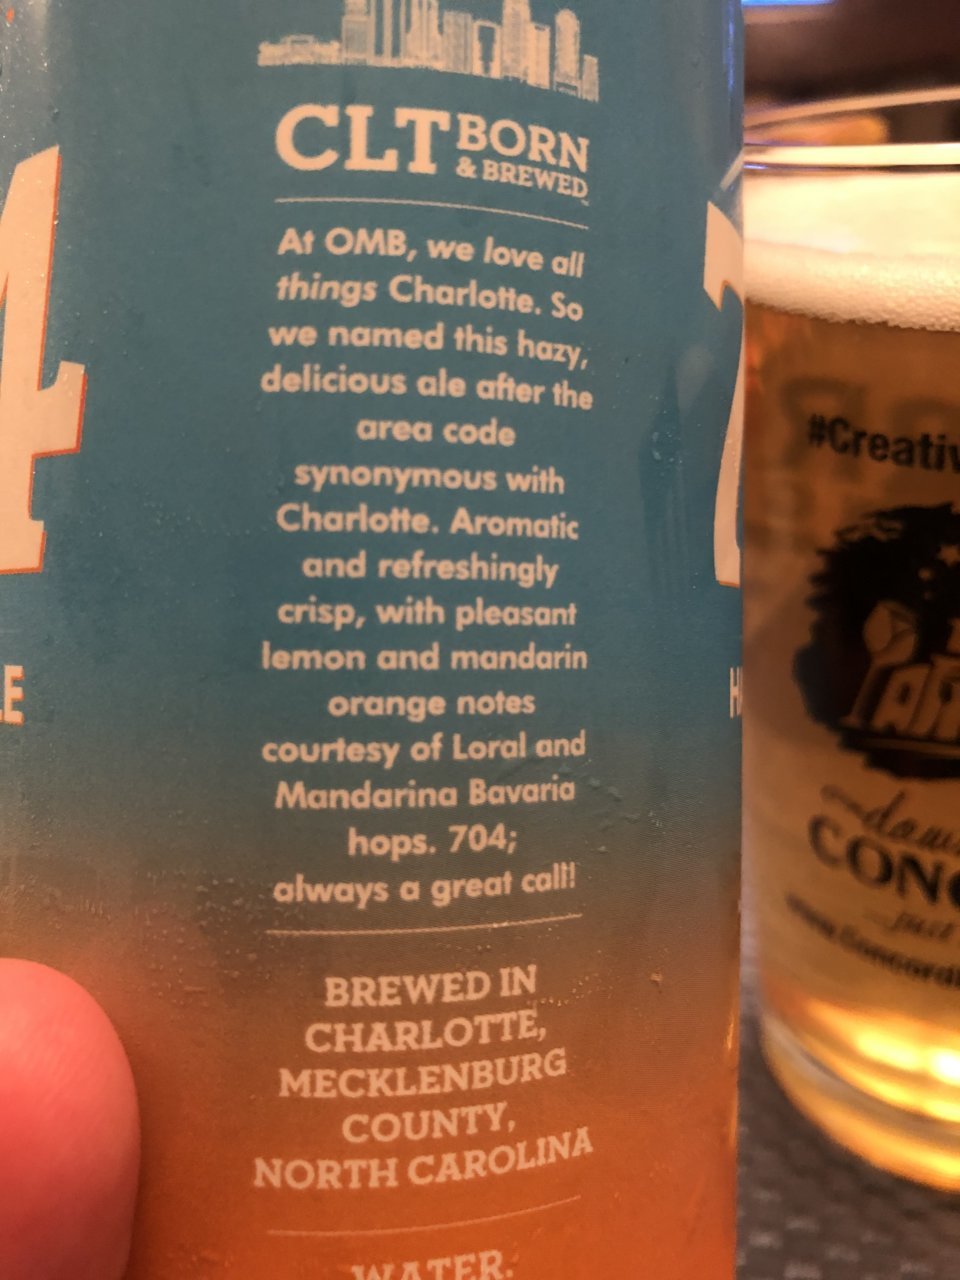 CLT BORN
& BREWED
At OMB, we love all
things Charlotte. So
we named this hazy,
delicious ale after the
area code
synonymous with
Charlotte. Aromatic
and refreshingly
crisp, with pleasant
lemon and mandarin
orange notes
courtesy of Loral and
Mandarina Bavaria
hops. 704;
always a great call!
BREWED IN
CHARLOTTE,
MECKLENBURG
COUNTY,
NORTH CAROLINA
WATER.
4
LE
H
#Creativ
CONC